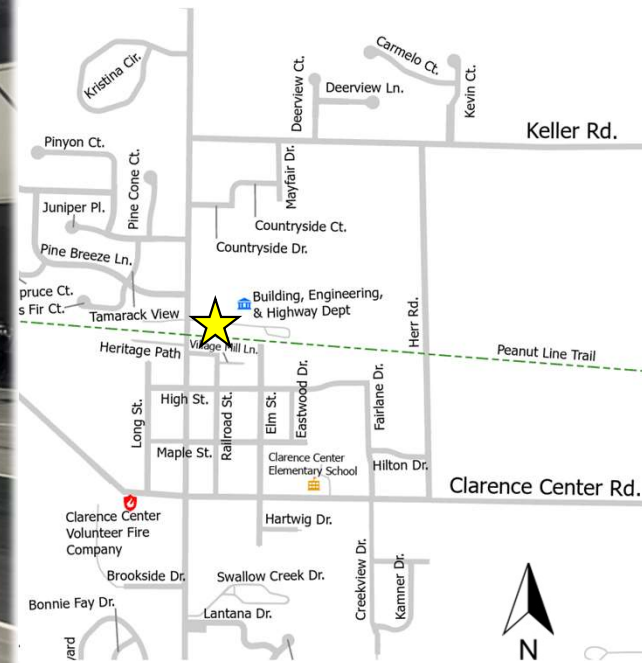 Carmelo Ct.
Kristina Cir.
Deerview Ct.
Deerview Ln.
Kevin Ct.
Keller Rd.
Pinyon Ct.
Pine Cone Ct.
Mayfair Dr.
Juniper Pl.
Countryside Ct.
Countryside Dr.
Pine Breeze Ln.
pruce Ct.
s Fir Ct.
Tamarack View
Building, Engineering,
& Highway Dept
Herr Rd.
Heritage Path
Village Mill Ln.
Peanut Line Trail
Long St.
High St.
Railroad St.
Elm St.
Eastwood Dr.
Fairlane Dr.
Maple St.
Clarence Center
Elementary School
Hilton Dr.
Clarence Center Rd.
Clarence Center
Volunteer Fire
Company
Hartwig Dr.
Brookside Dr.
Swallow Creek Dr.
Creekview Dr.
Kamner Dr.
Bonnie Fay Dr.
Lantana Dr.
yard
N